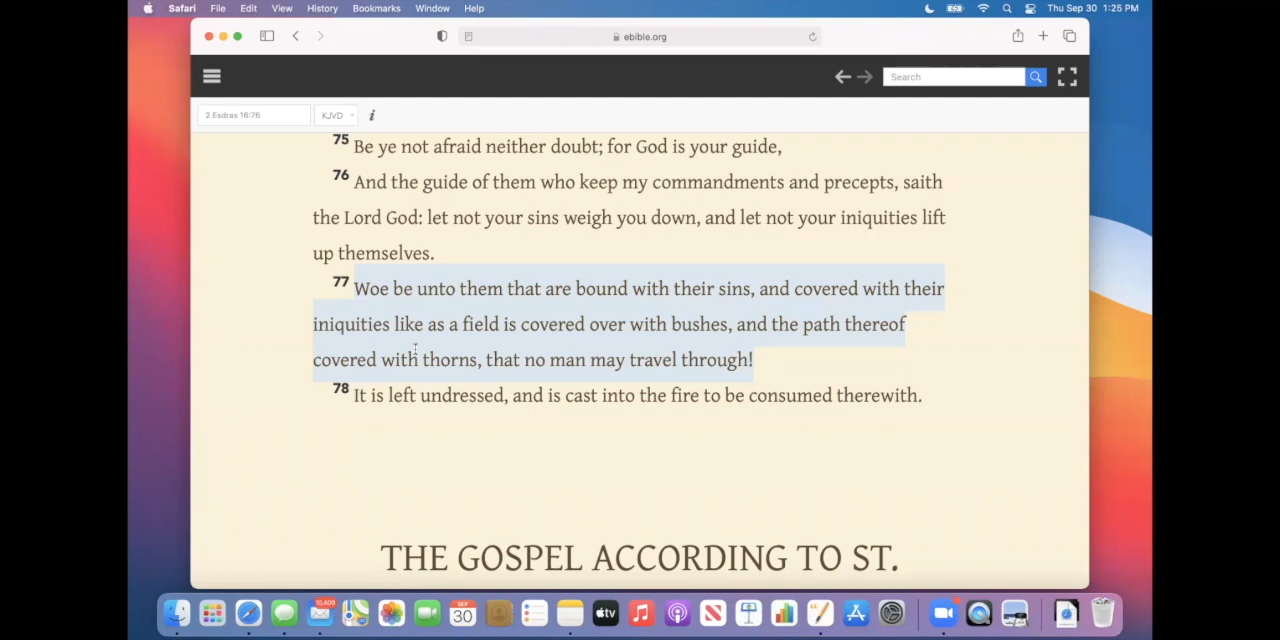 Safari File Edit View History Bookmarks Window Help Thu Sep 30 1:25 PM
ebible.org
Search
2 Esdras 16:76 KJVD i
75 Be ye not afraid neither doubt; for God is your guide,
76 And the guide of them who keep my commandments and precepts, saith
the Lord God: let not your sins weigh you down, and let not your iniquities lift
up themselves.
77 Woe be unto them that are bound with their sins, and covered with their
iniquities like as a field is covered over with bushes, and the path thereof
covered with thorns, that no man may travel through!
78 It is left undressed, and is cast into the fire to be consumed therewith.
THE GOSPEL ACCORDING TO ST.
10,409 SEP 30 tv